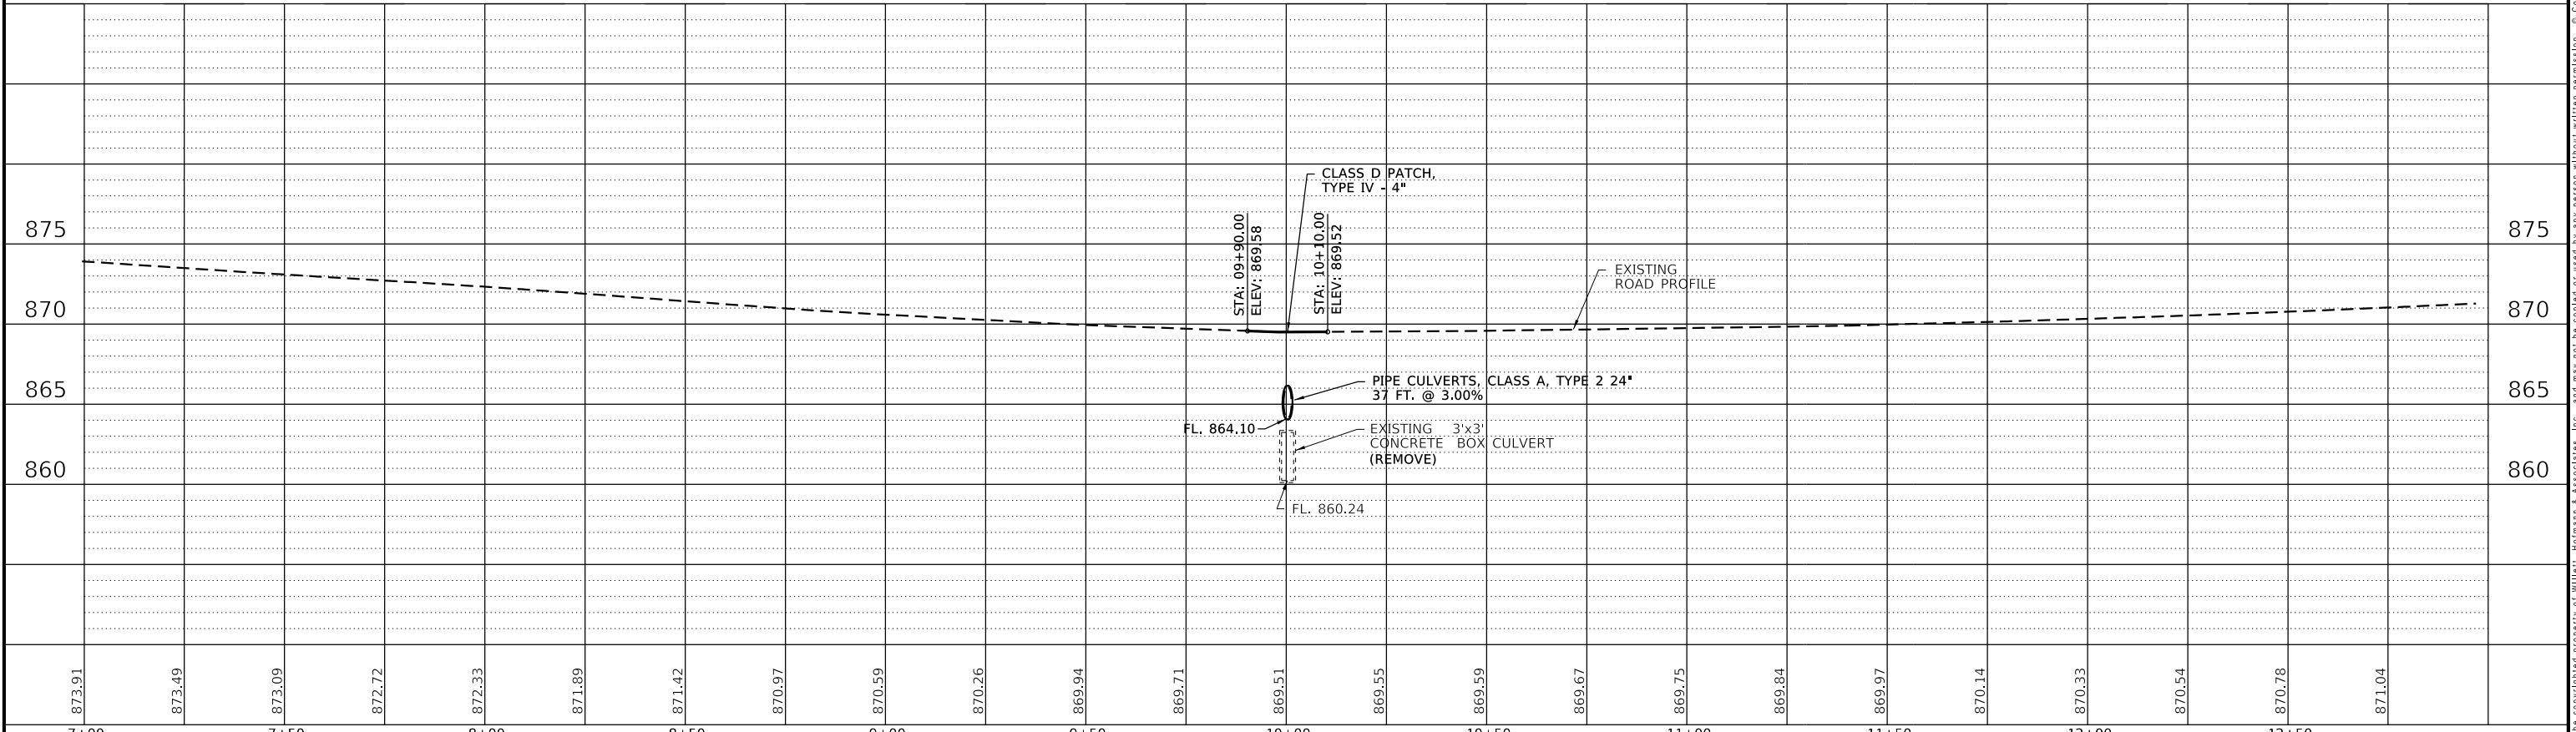 CLASS D PATCH,
TYPE IV - 4"
STA: 09+90.00
ELEV: 869.58
STA: 10+10.00
ELEV: 869.52
875
875
EXISTING
ROAD PROFILE
870
870
PIPE CULVERTS, CLASS A, TYPE 2 24"
37 FT. @ 3.00%
865
865
FL. 864.10
EXISTING 3'x3'
CONCRETE BOX CULVERT
(REMOVE)
860
860
FL. 860.24
873.91
873.49
873.09
872.72
872.33
871.89
871.42
970.97
870.59
870.26
869.94
869.71
869.51
869.55
869.59
869.67
869.75
869.84
869.97
870.14
870.33
870.54
870.78
871.04